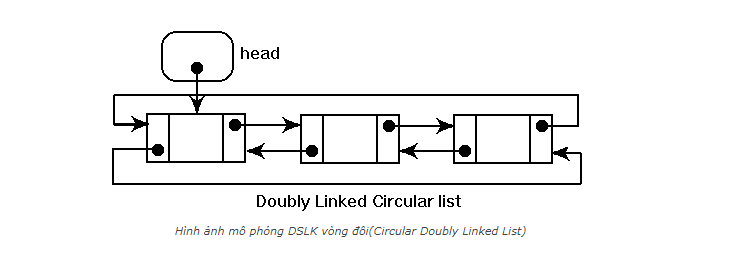 head
Doubly Linked Circular list
Hình ảnh mô phỏng DSLK vòng đôi(Circular Doubly Linked List)